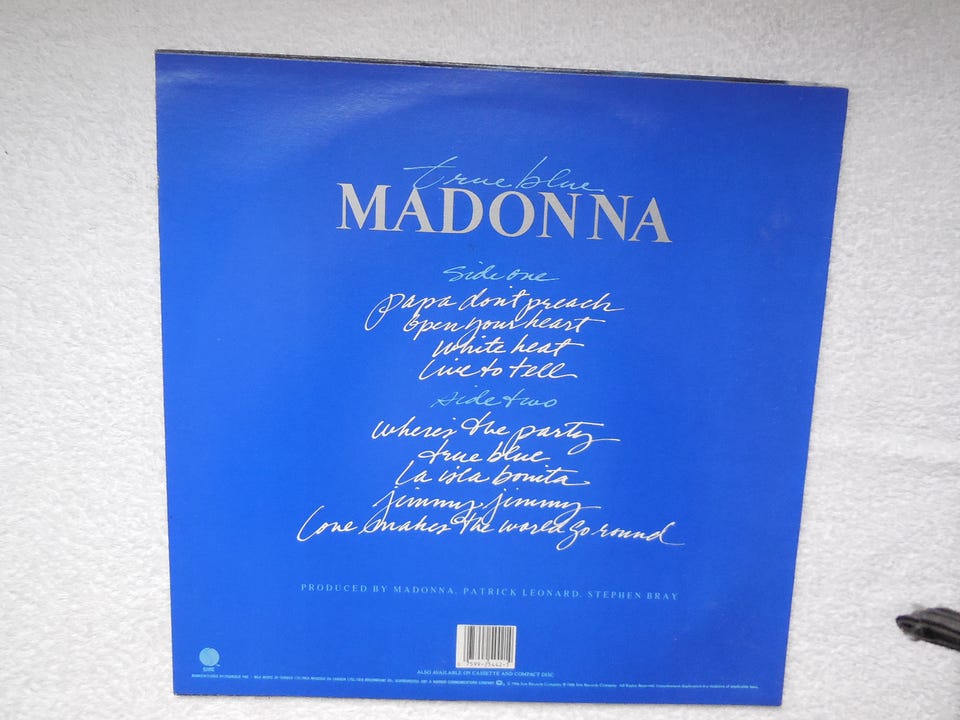 true blue
MADONNA
side one
papa don't preach
open your heart
white heat
live to tell
side two
where's the party
true blue
la isla bonita
jimmy jimmy
love makes the world go round
PRODUCED BY MADONNA, PATRICK LEONARD, STEPHEN BRAY
ALSO AVAILABLE ON CASSETTE AND COMPACT DISC
SIRE